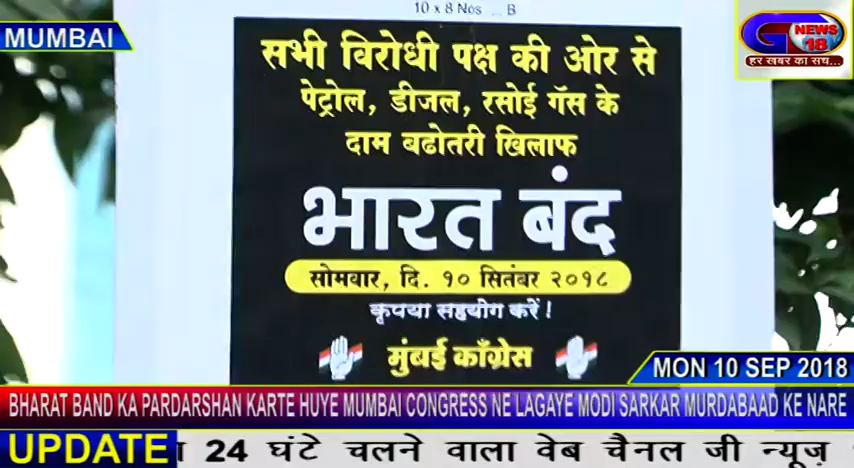 10 x 8 Nos ... B
MUMBAI
G NEWS 18
हर खबर का सच...
सभी विरोधी पक्ष की ओर से
पेट्रोल, डीजल, रसोई गॅस के
दाम बढोतरी खिलाफ
भारत बंद
सोमवार, दि. १० सितंबर २०१८
कृपया सहयोग करें!
मुंबई काँग्रेस
MON 10 SEP 2018
BHARAT BAND KA PARDARSHAN KARTE HUYE MUMBAI CONGRESS NE LAGAYE MODI SARKAR MURDABAAD KE NARE
UPDATE 24 घंटे चलने वाला वेब चैनल जी न्यूज